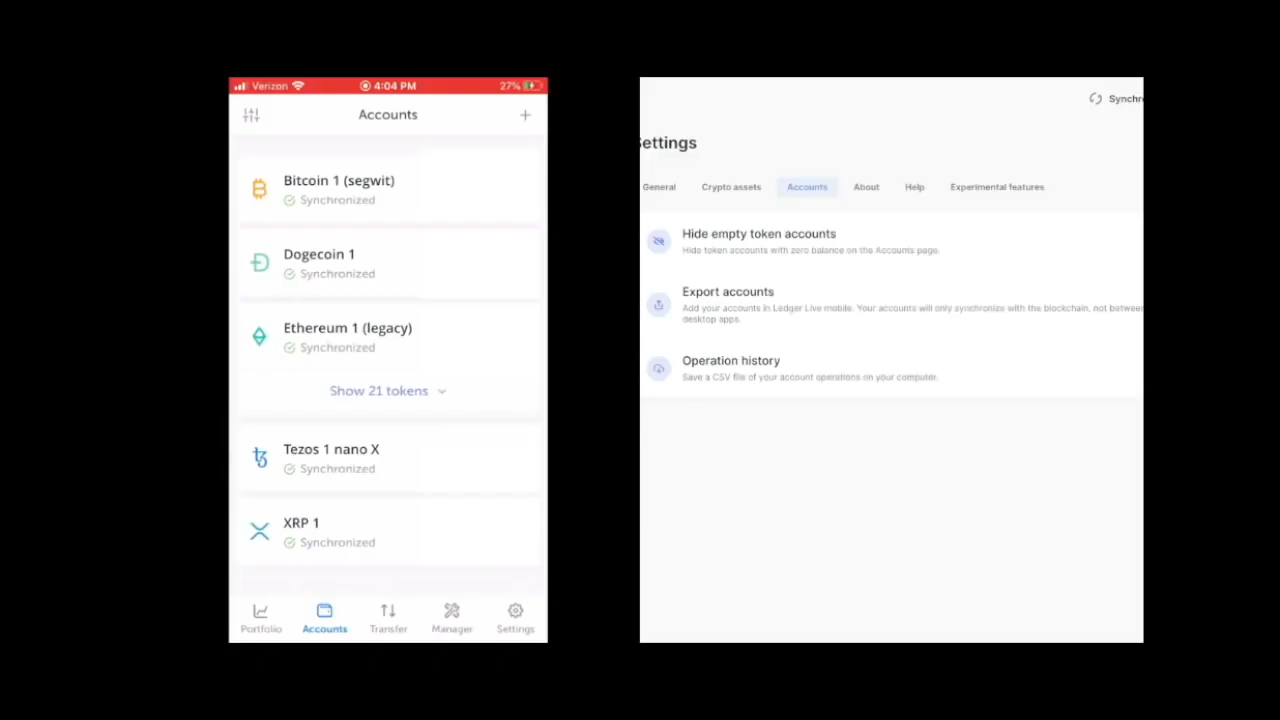 Verizon 4:04 PM 27%
Accounts
Bitcoin 1 (segwit)
Synchronized
Dogecoin 1
Synchronized
Ethereum 1 (legacy)
Synchronized
Show 21 tokens
Tezos 1 nano X
Synchronized
XRP 1
Synchronized
Portfolio Accounts Transfer Manager Settings
Synchr
ettings
General Crypto assets Accounts About Help Experimental features
Hide empty token accounts
Hide token accounts with zero balance on the Accounts page.
Export accounts
Add your accounts in Ledger Live mobile. Your accounts will only synchronize with the blockchain, not between
desktop apps.
Operation history
Save a CSV file of your account operations on your computer.